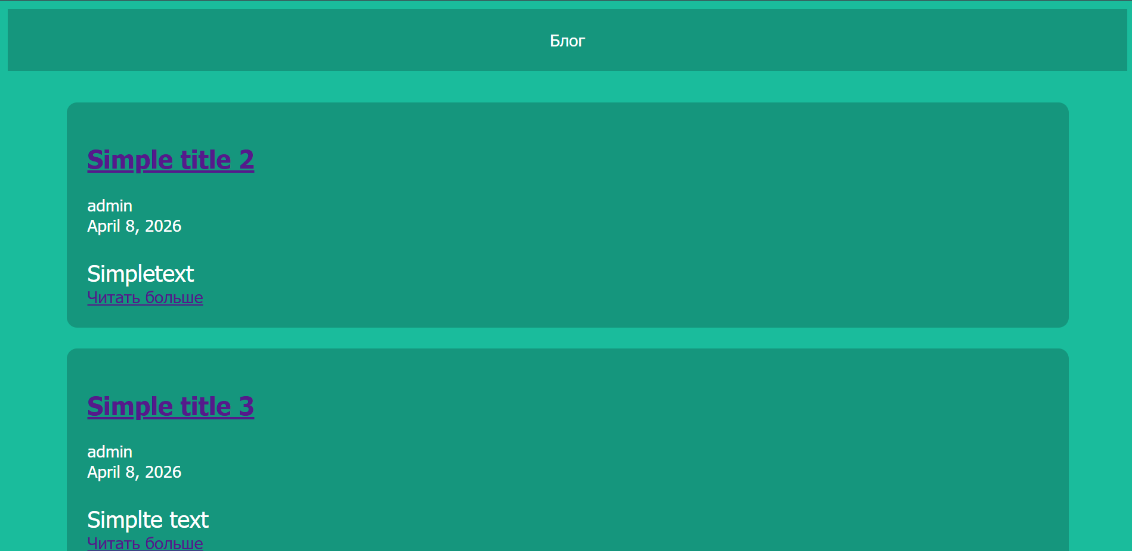 Блог
Simple title 2
admin
April 8, 2026
Simpletext
Читать больше
Simple title 3
admin
April 8, 2026
Simplte text
Читать больше